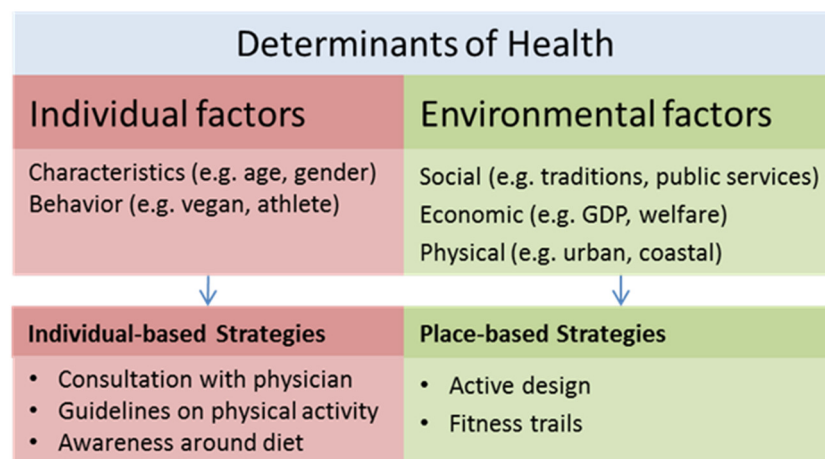 Determinants of Health
Individual factors
Characteristics (e.g. age, gender)
Behavior (e.g. vegan, athlete)
Environmental factors
Social (e.g. traditions, public services)
Economic (e.g. GDP, welfare)
Physical (e.g. urban, coastal)
Individual-based Strategies
• Consultation with physician
• Guidelines on physical activity
• Awareness around diet
Place-based Strategies
• Active design
• Fitness trails